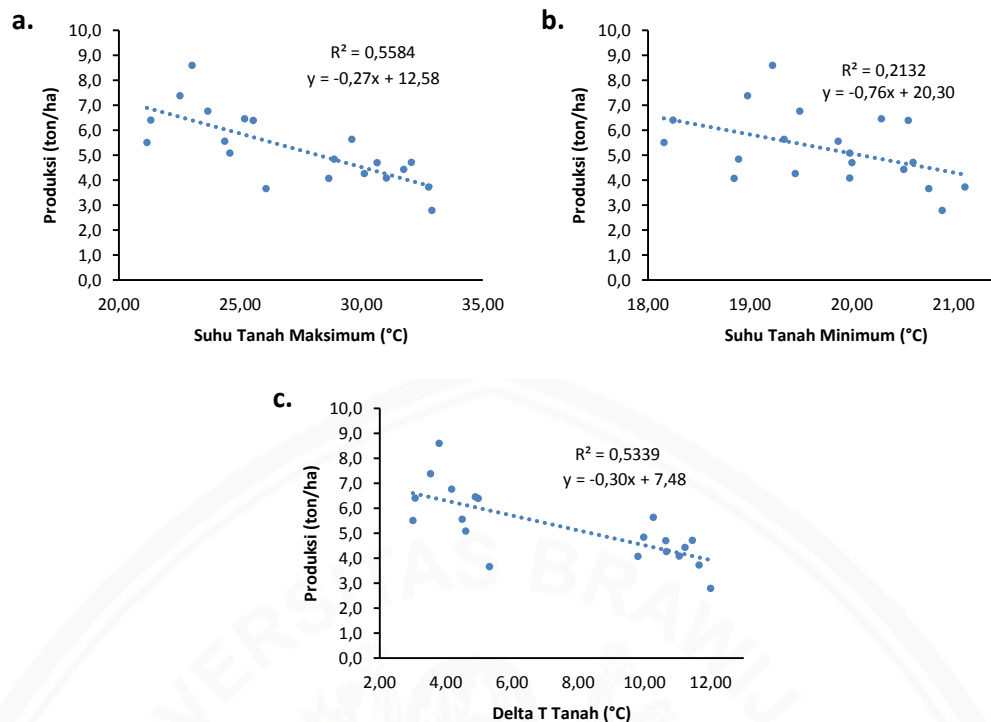 a.
R² = 0,5584
y = -0,27x + 12,58
10,0
9,0
8,0
7,0
6,0
5,0
4,0
3,0
2,0
1,0
0,0
Produksi (ton/ha)
20,00 25,00 30,00 35,00
Suhu Tanah Maksimum (°C)
b.
R² = 0,2132
y = -0,76x + 20,30
10,0
9,0
8,0
7,0
6,0
5,0
4,0
3,0
2,0
1,0
0,0
Produksi (ton/ha)
18,00 19,00 20,00 21,00
Suhu Tanah Minimum (°C)
c.
R² = 0,5339
y = -0,30x + 7,48
10,0
9,0
8,0
7,0
6,0
5,0
4,0
3,0
2,0
1,0
0,0
Produksi (ton/ha)
2,00 4,00 6,00 8,00 10,00 12,00
Delta T Tanah (°C)
VERSITAS BRAWIJ